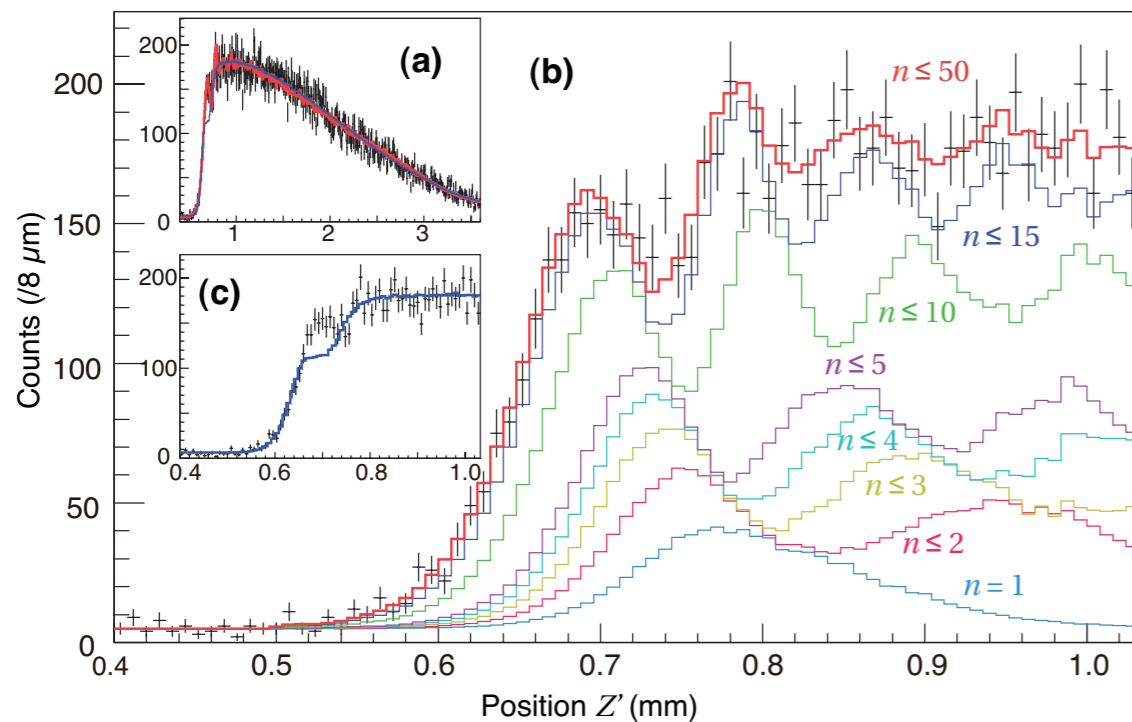 200
(a)
(b)
n ≤ 50
200
100
0
1
2
3
150
n ≤ 15
(c)
200
n ≤ 10
100
100
n ≤ 5
0
n ≤ 4
0.4
0.6
0.8
1.0
n ≤ 3
50
n ≤ 2
n = 1
0
0.4
0.5
0.6
0.7
0.8
0.9
1.0
Counts (/8 μm)
Position Z' (mm)